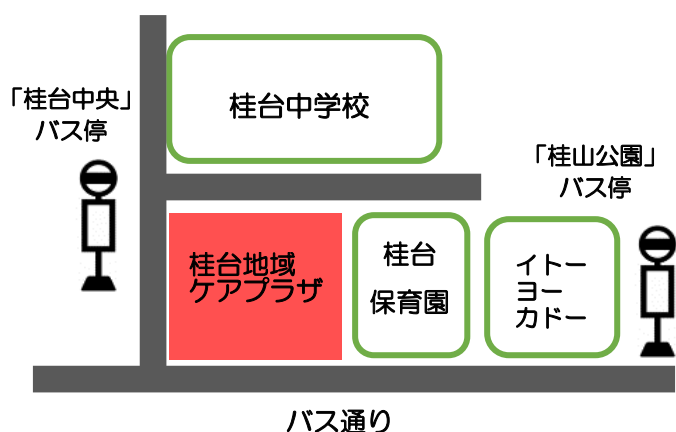 「桂台中央」
バス停
桂台中学校
「桂山公園」
バス停
桂台地域
ケアプラザ
桂台
保育園
イトー
ヨー
カドー
バス通り